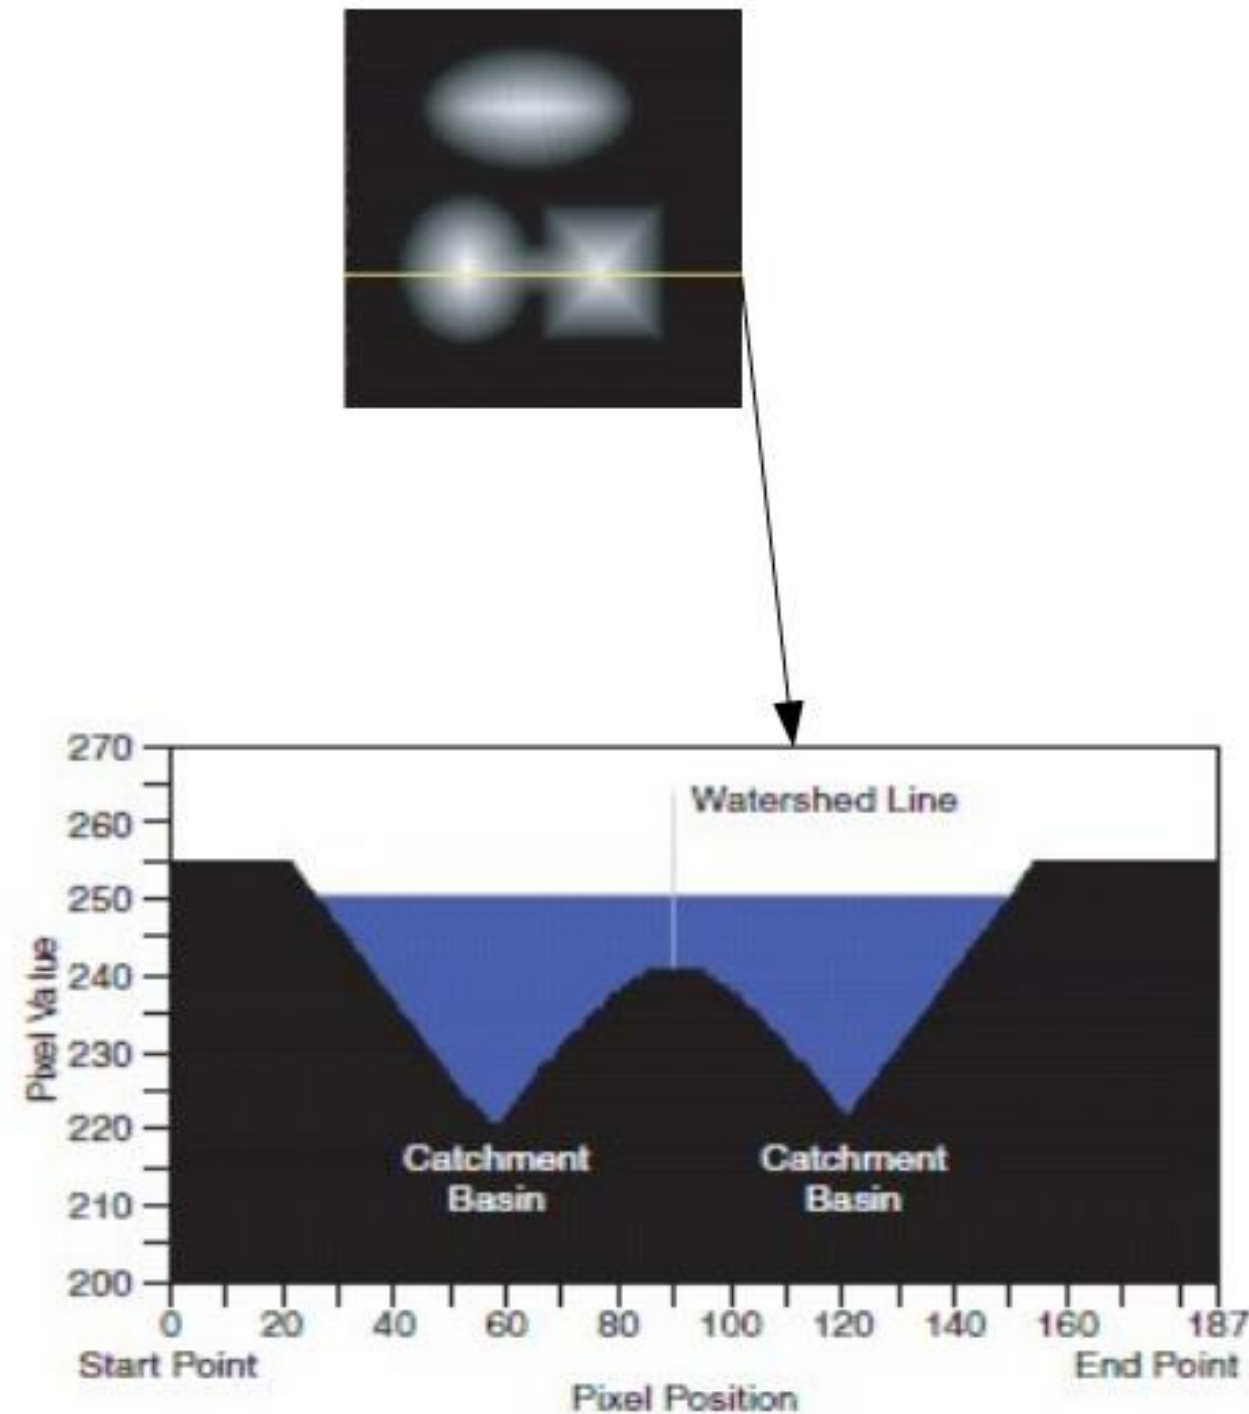 270
260
250
240
230
220
210
200
Pixel Value
Watershed Line
Catchment
Basin
Catchment
Basin
0 20 40 60 80 100 120 140 160 187
Start Point
End Point
Pixel Position